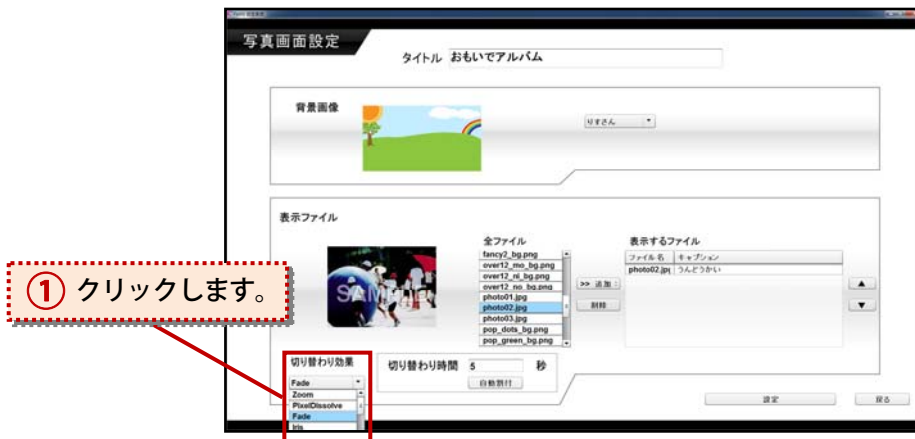 写真画面設定
タイトル おもいでアルバム
背景画像
りすさん
表示ファイル
全ファイル
fancy2_bg.png
over12_mo_bg.png
over12_ni_bg.png
over12_no_bg.png
photo01.jpg
photo02.jpg
photo03.jpg
pop_dots_bg.png
pop_green_bg.png
>> 追加
削除
表示するファイル
ファイル名 キャプション
photo02.jpg うんどうかい
▲
▼
① クリックします。
切り替わり効果
Fade
Zoom
PixelDissolve
Fade
Iris
切り替わり時間 5 秒
自動割付
設定
戻る